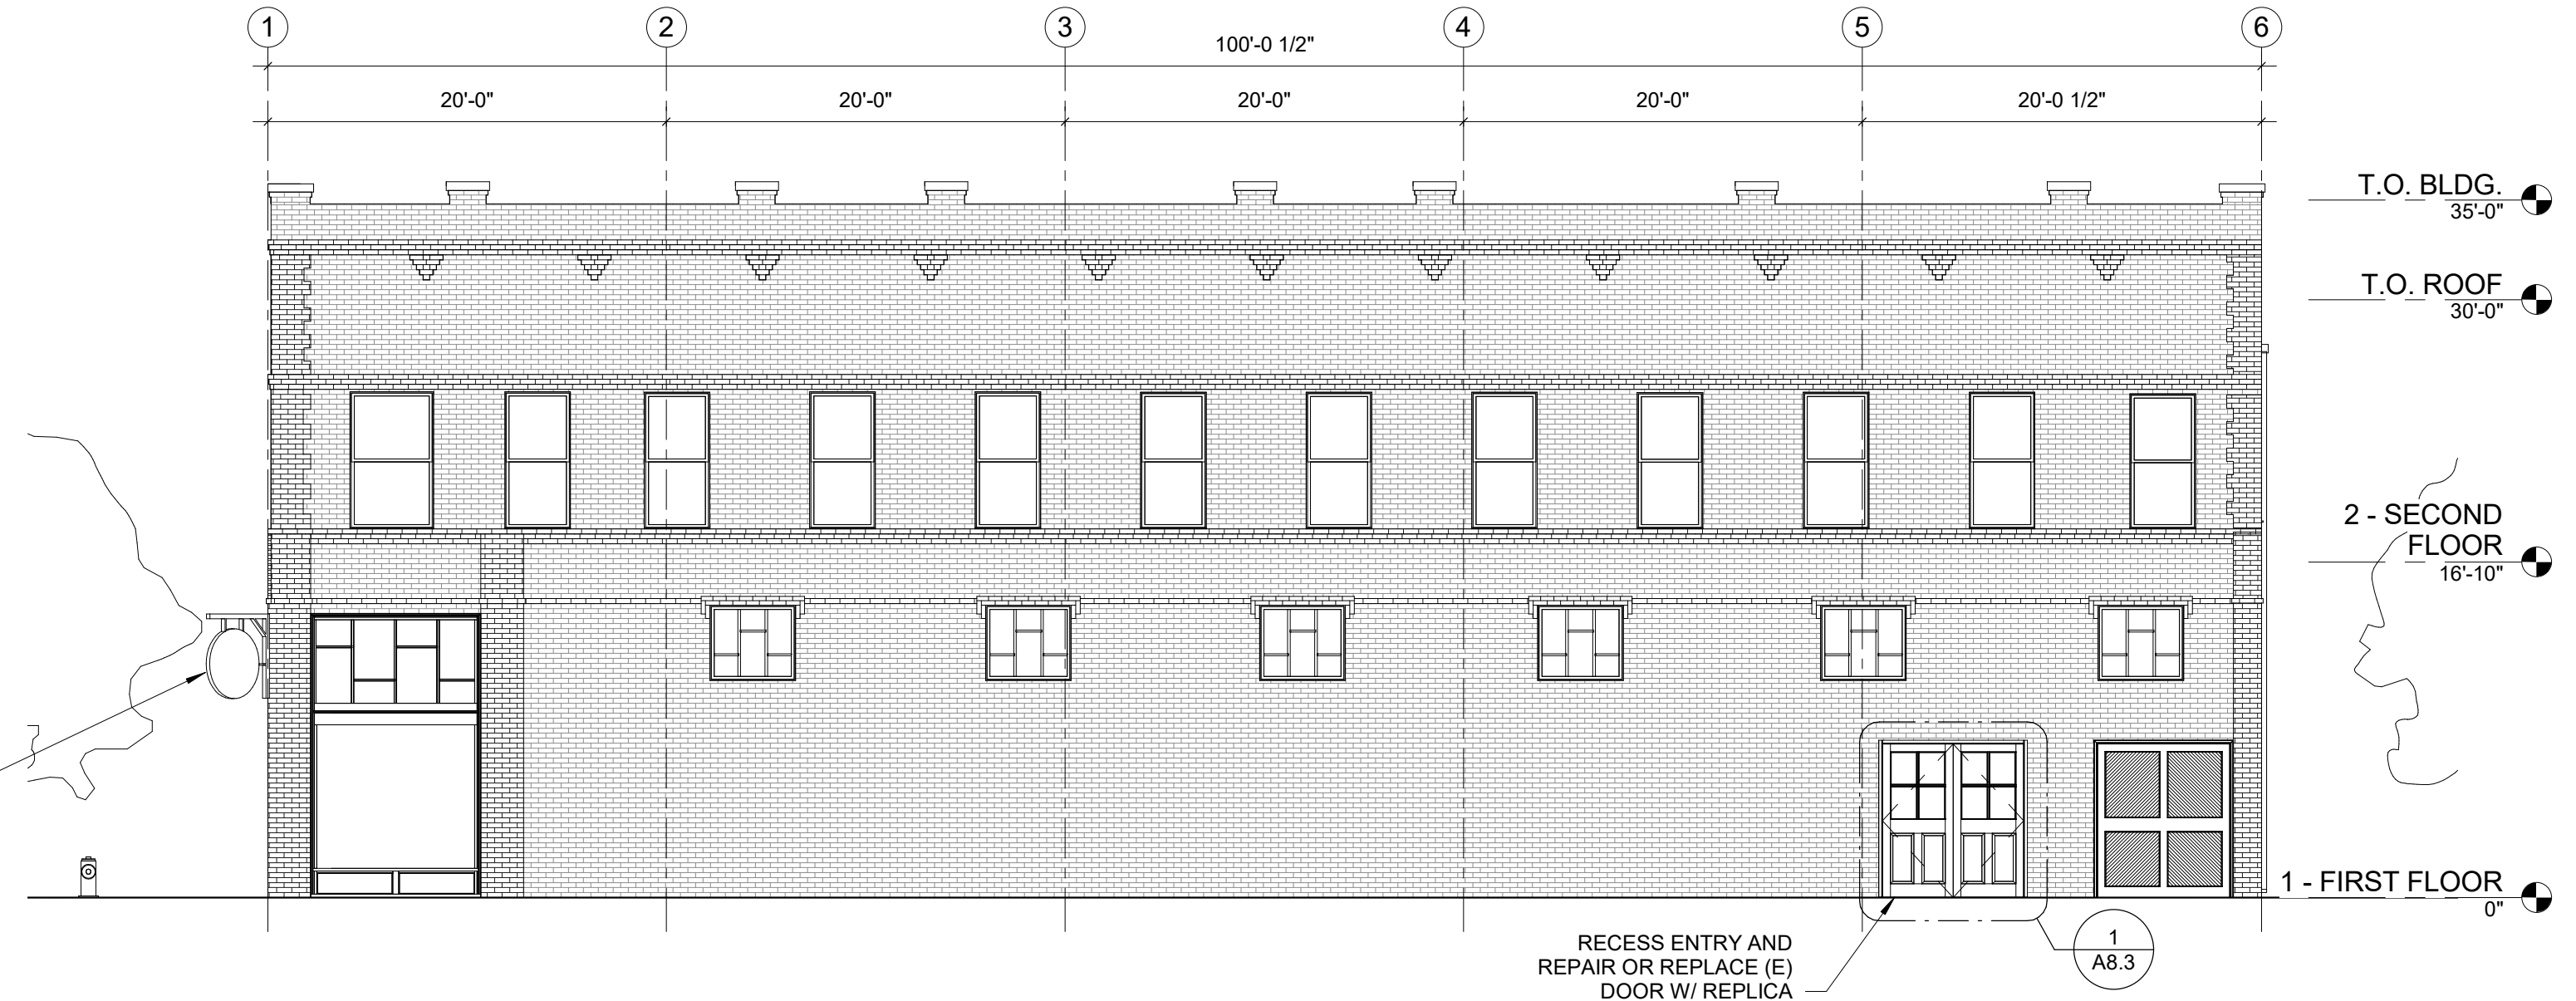 1 2 3 4 5 6
100'-0 1/2"
20'-0" 20'-0" 20'-0" 20'-0" 20'-0 1/2"
T.O. BLDG.
35'-0"
T.O. ROOF
30'-0"
2 - SECOND
FLOOR
16'-10"
1 - FIRST FLOOR
0"
RECESS ENTRY AND
REPAIR OR REPLACE (E)
DOOR W/ REPLICA
1
A8.3